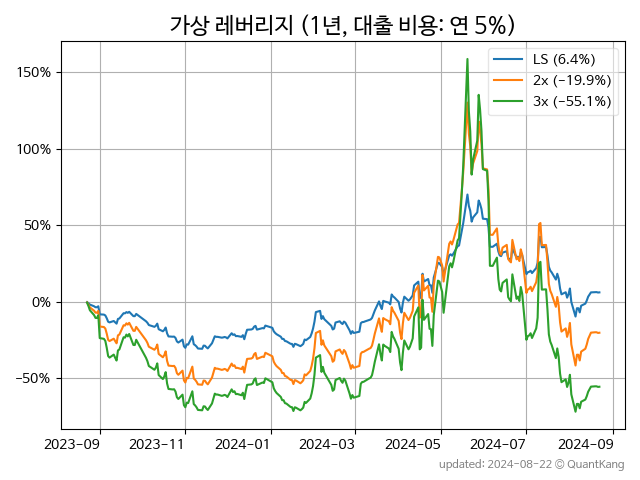 가상 레버리지 (1년, 대출 비용: 연 5%)
LS (6.4%)
2x (−19.9%)
3x (−55.1%)
150%
100%
50%
0%
−50%
2023-09 2023-11 2024-01 2024-03 2024-05 2024-07 2024-09
updated: 2024-08-22 © QuantKang